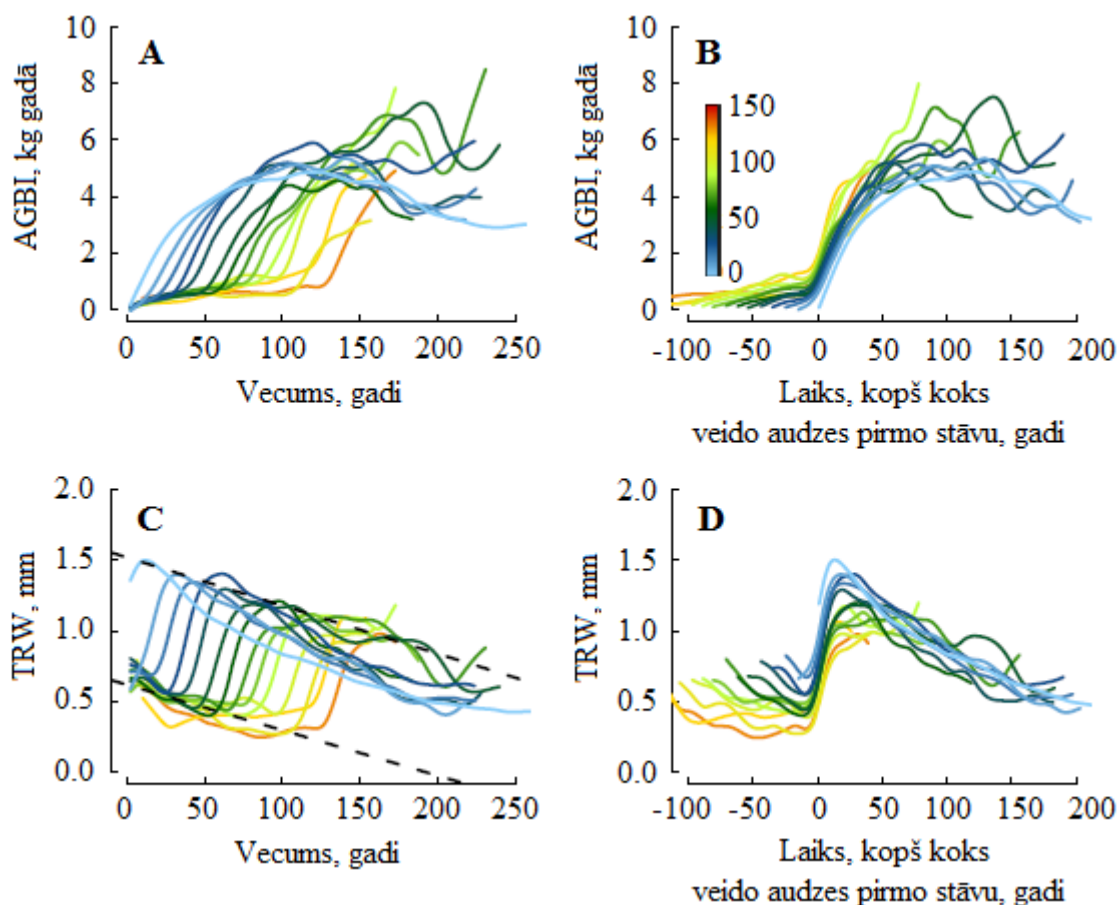 10
8
6
4
2
0
AGBI, kg gadā
A
0 50 100 150 200 250
Vecums, gadi
10
8
6
4
2
0
AGBI, kg gadā
B
150
100
50
0
-100 -50 0 50 100 150 200
Laiks, kopš koks
veido audzes pirmo stāvu, gadi
2.0
1.5
1.0
0.5
0.0
TRW, mm
C
0 50 100 150 200 250
Vecums, gadi
2.0
1.5
1.0
0.5
0.0
TRW, mm
D
-100 -50 0 50 100 150 200
Laiks, kopš koks
veido audzes pirmo stāvu, gadi